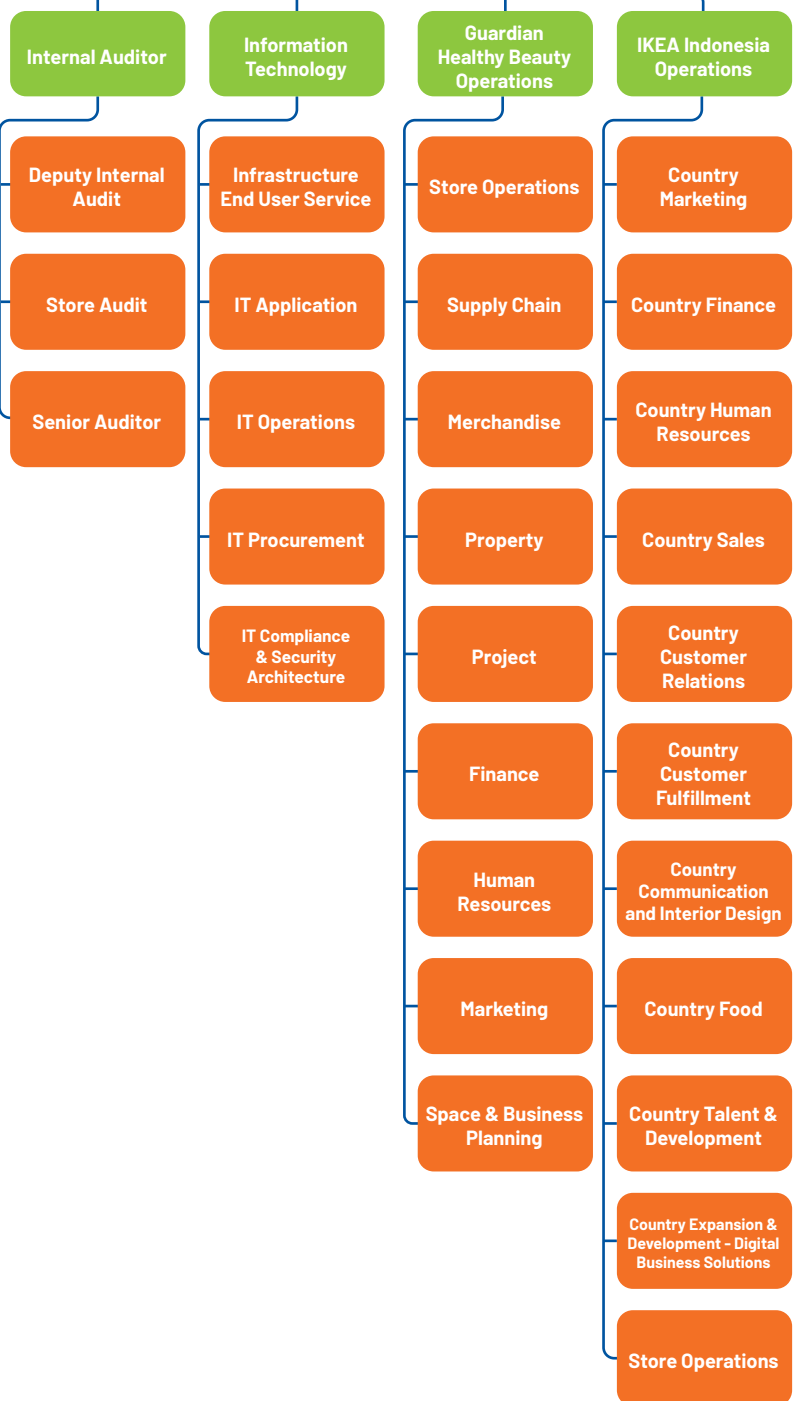 Internal Auditor
Deputy Internal
Audit
Store Audit
Senior Auditor
Information
Technology
Infrastructure
End User Service
IT Application
IT Operations
IT Procurement
IT Compliance
& Security
Architecture
Guardian
Healthy Beauty
Operations
Store Operations
Supply Chain
Merchandise
Property
Project
Finance
Human
Resources
Marketing
Space & Business
Planning
IKEA Indonesia
Operations
Country
Marketing
Country Finance
Country Human
Resources
Country Sales
Country
Customer
Relations
Country
Customer
Fulfillment
Country
Communication
and Interior Design
Country Food
Country Talent &
Development
Country Expansion &
Development - Digital
Business Solutions
Store Operations